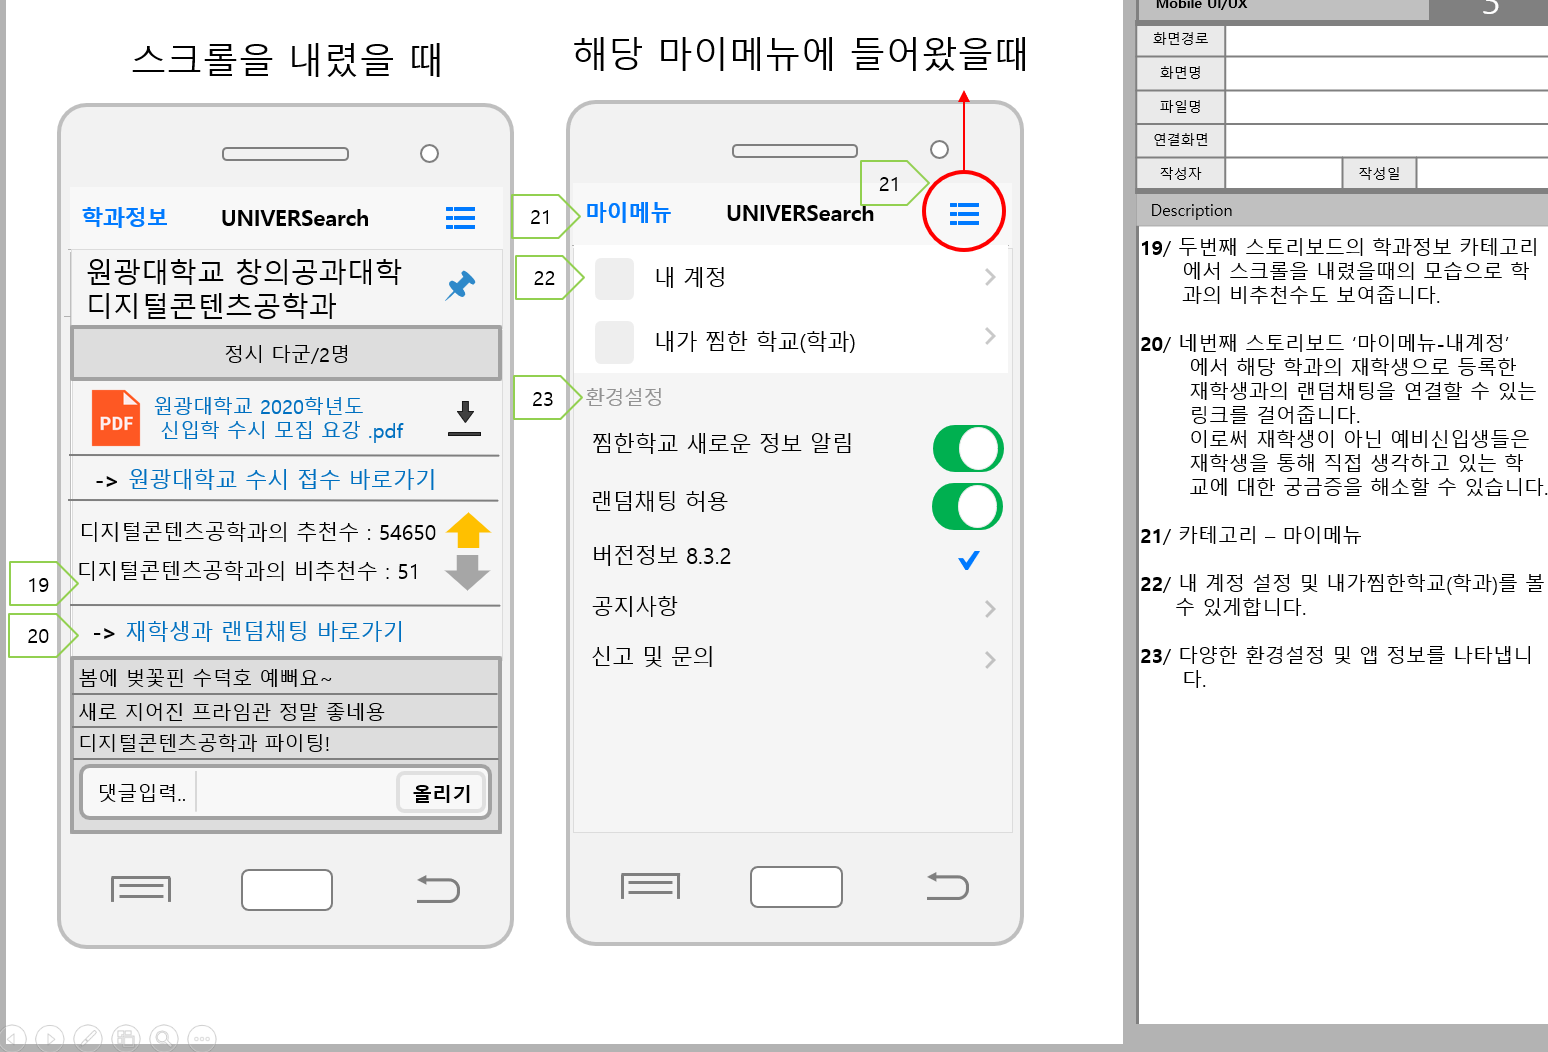 스크롤을 내렸을 때
해당 마이메뉴에 들어왔을때
학과정보
UNIVERSearch
원광대학교 창의공과대학
디지털콘텐츠공학과
정시 다군/2명
PDF
원광대학교 2020학년도
신입학 수시 모집 요강 .pdf
-> 원광대학교 수시 접수 바로가기
디지털콘텐츠공학과의 추천수 : 54650
19
디지털콘텐츠공학과의 비추천수 : 51
20
-> 재학생과 랜덤채팅 바로가기
봄에 벚꽃핀 수덕호 예뻐요~
새로 지어진 프라임관 정말 좋네용
디지털콘텐츠공학과 파이팅!
댓글입력..
올리기
21
21
마이메뉴
UNIVERSearch
22
내 계정
내가 찜한 학교(학과)
23
환경설정
찜한학교 새로운 정보 알림
랜덤채팅 허용
버전정보 8.3.2
공지사항
신고 및 문의
Mobile UI/UX
화면경로
화면명
파일명
연결화면
작성자
작성일
Description
19/ 두번째 스토리보드의 학과정보 카테고리
에서 스크롤을 내렸을때의 모습으로 학
과의 비추천수도 보여줍니다.
20/ 네번째 스토리보드 ‘마이메뉴-내계정’
에서 해당 학과의 재학생으로 등록한
재학생과의 랜덤채팅을 연결할 수 있는
링크를 걸어줍니다.
이로써 재학생이 아닌 예비신입생들은
재학생을 통해 직접 생각하고 있는 학
교에 대한 궁금증을 해소할 수 있습니다.
21/ 카테고리 – 마이메뉴
22/ 내 계정 설정 및 내가찜한학교(학과)를 볼
수 있게합니다.
23/ 다양한 환경설정 및 앱 정보를 나타냅니
다.